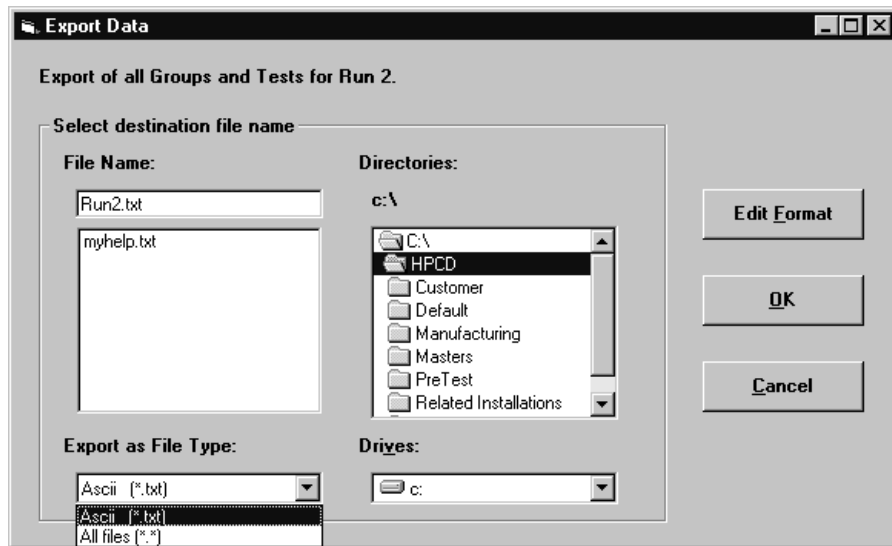 Export Data
Export of all Groups and Tests for Run 2.
Select destination file name
File Name:
Run2.txt
myhelp.txt
Directories:
c:\
C:\
HPCD
Customer
Default
Manufacturing
Masters
PreTest
Related Installations
Export as File Type:
Ascii (*.txt)
Ascii (*.txt)
All files (*.*)
Drives:
c:
Edit Format
OK
Cancel